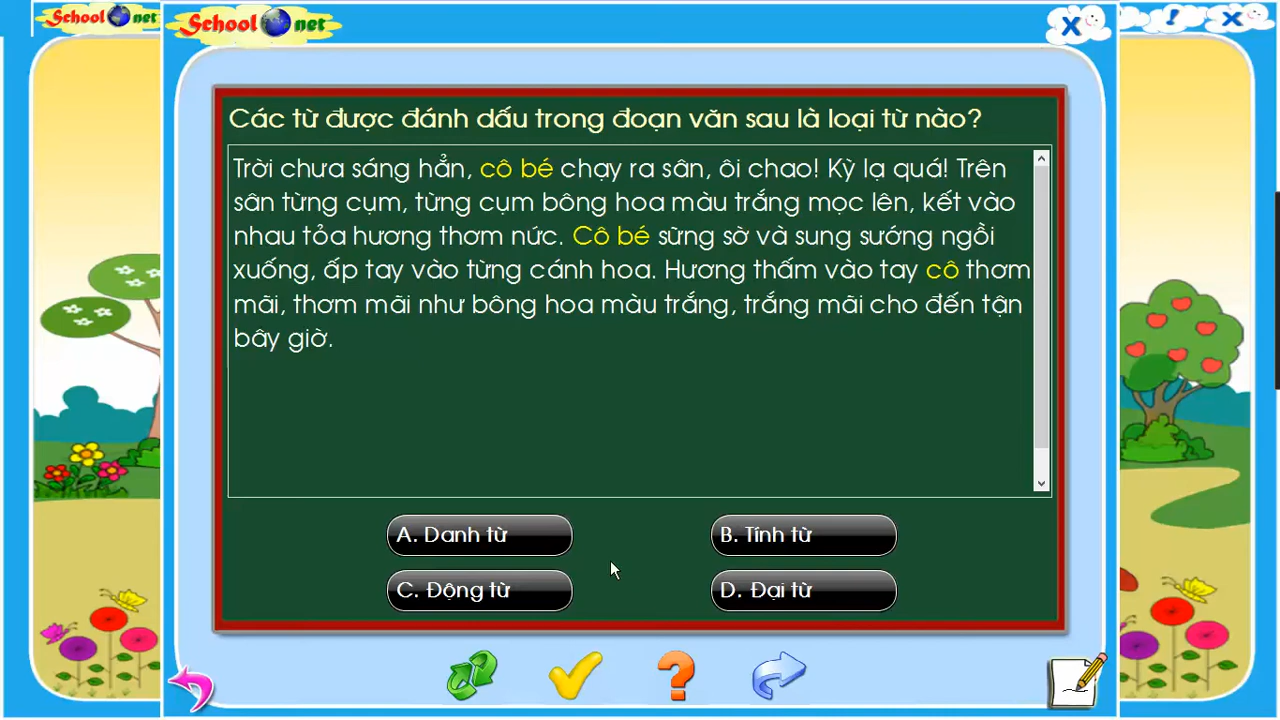 School net
School net
Các từ được đánh dấu trong đoạn văn sau là loại từ nào?
Trời chưa sáng hẳn, cô bé chạy ra sân, ôi chao! Kỳ lạ quá! Trên
sân từng cụm, từng cụm bông hoa màu trắng mọc lên, kết vào
nhau tỏa hương thơm nức. Cô bé sừng sờ và sung sướng ngồi
xuống, ấp tay vào từng cánh hoa. Hương thấm vào tay cô thơm
mãi, thơm mãi như bông hoa màu trắng, trắng mãi cho đến tận
bây giờ.
A. Danh từ
B. Tính từ
C. Động từ
D. Đại từ